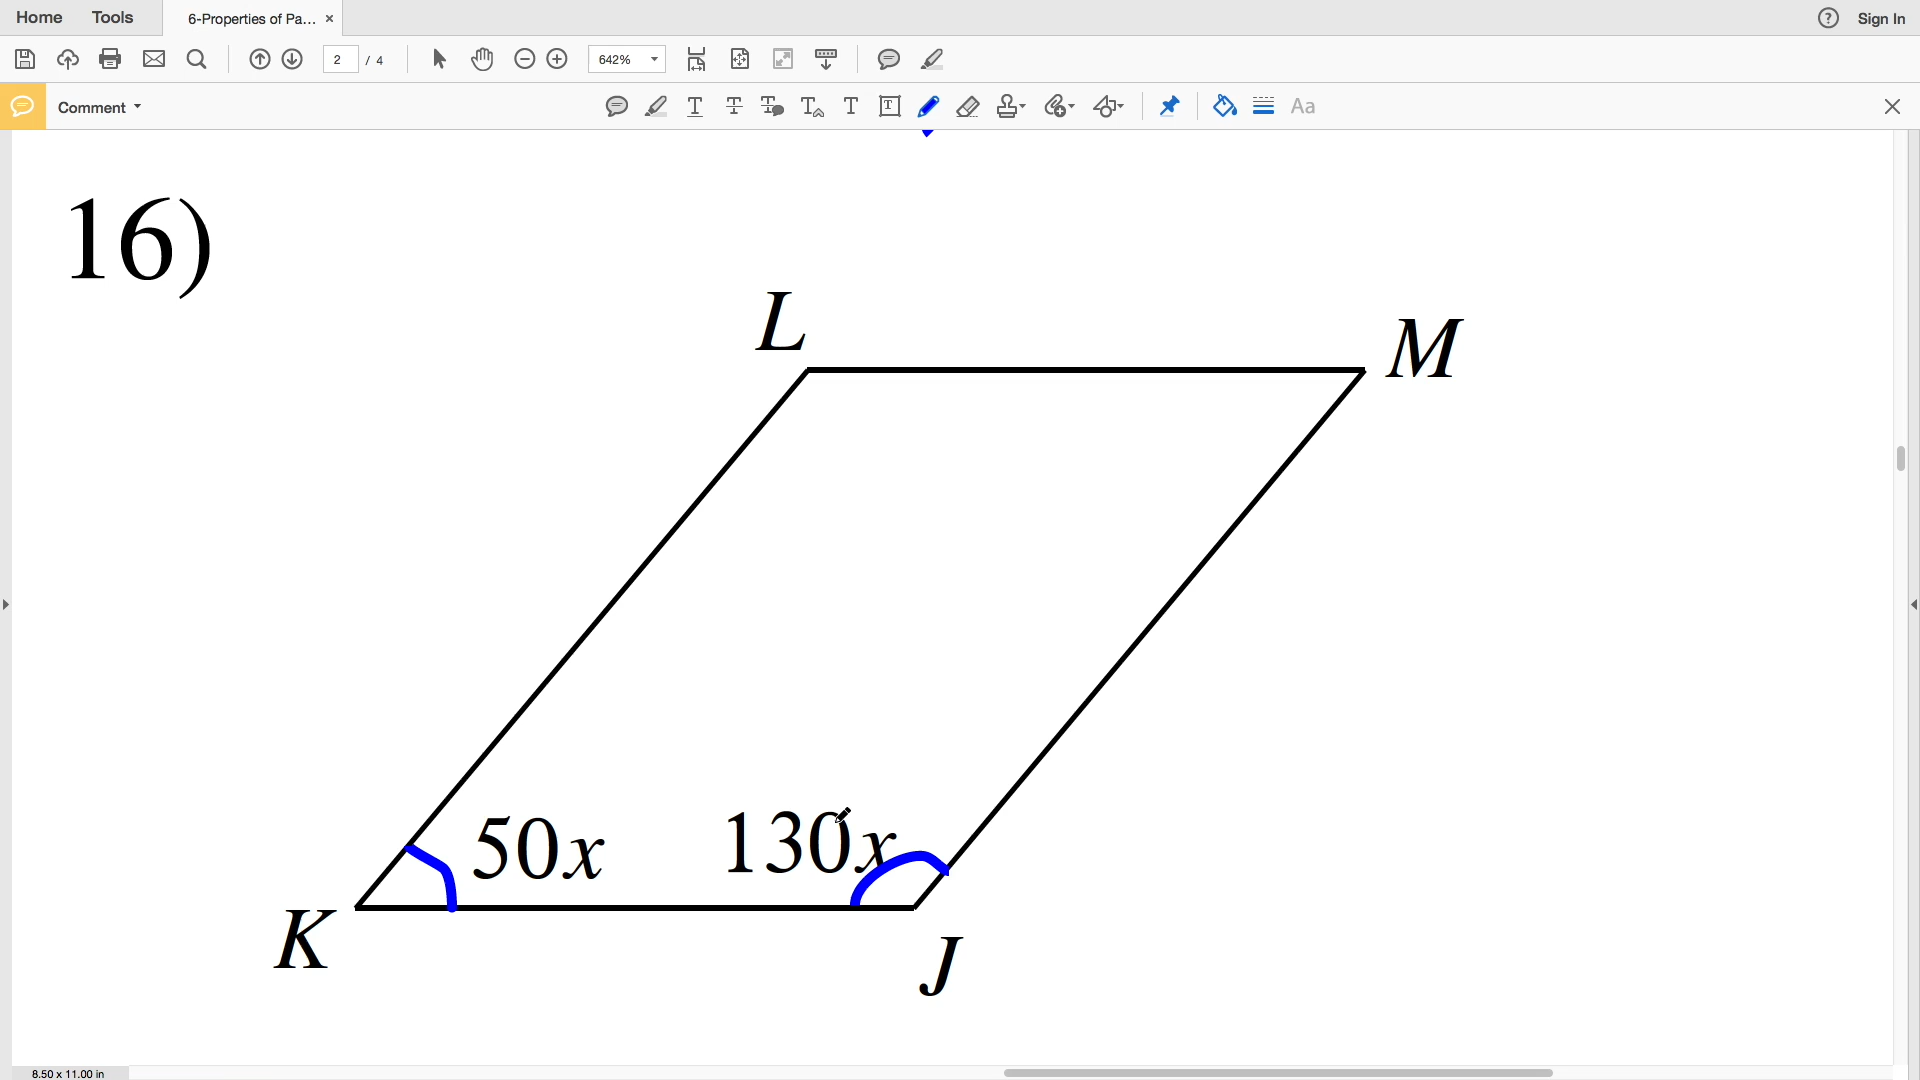 Home Tools 6-Properties of Pa... × ? Sign In
2 / 4 642%
Comment T T T T T T Aa
16)
L
M
50x 130x
K
J
8.50 x 11.00 in